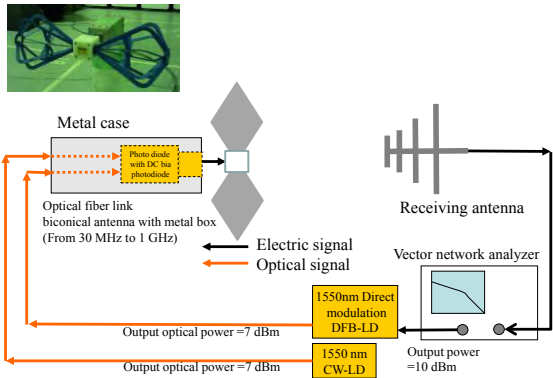 Metal case
Photo diode
with DC bia
photodiode
Optical fiber link
biconical antenna with metal box
(From 30 MHz to 1 GHz)
Receiving antenna
Electric signal
Optical signal
Vector network analyzer
1550nm Direct
modulation
DFB-LD
Output optical power =7 dBm
Output power
=10 dBm
1550 nm
CW-LD
Output optical power =7 dBm